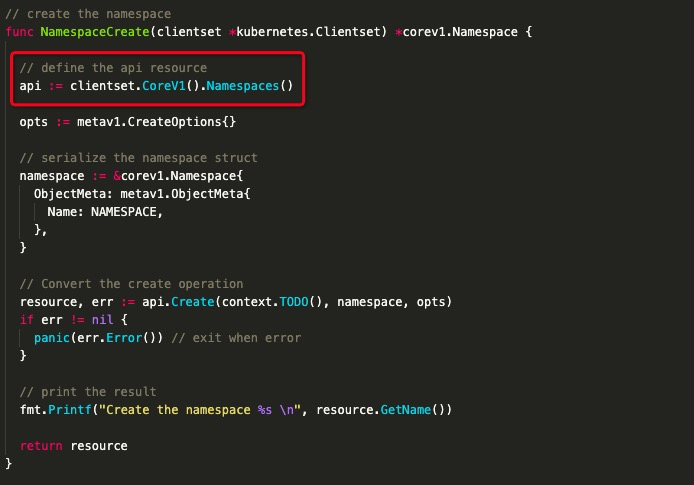 // create the namespace
func NamespaceCreate(clientset *kubernetes.Clientset) *corev1.Namespace {
// define the api resource
api := clientset.CoreV1().Namespaces()
opts := metav1.CreateOptions{}
// serialize the namespace struct
namespace := &corev1.Namespace{
ObjectMeta: metav1.ObjectMeta{
Name: NAMESPACE,
},
}
// Convert the create operation
resource, err := api.Create(context.TODO(), namespace, opts)
if err != nil {
panic(err.Error()) // exit when error
}
// print the result
fmt.Printf("Create the namespace %s \n", resource.GetName())
return resource
}